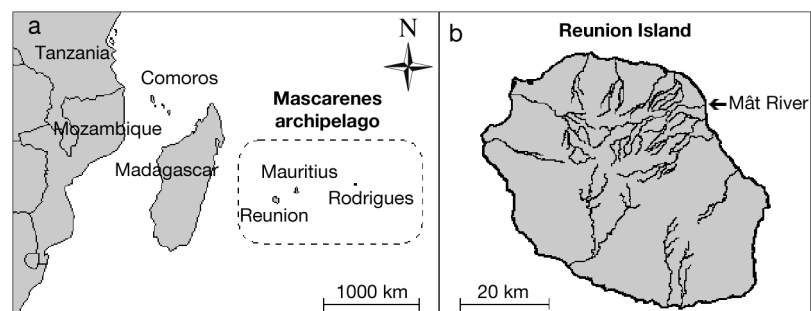 a
N
Tanzania
Comoros
Mascarenes
archipelago
Mozambique
Madagascar
Mauritius
Rodrigues
Reunion
1000 km
b
Reunion Island
Mât River
20 km